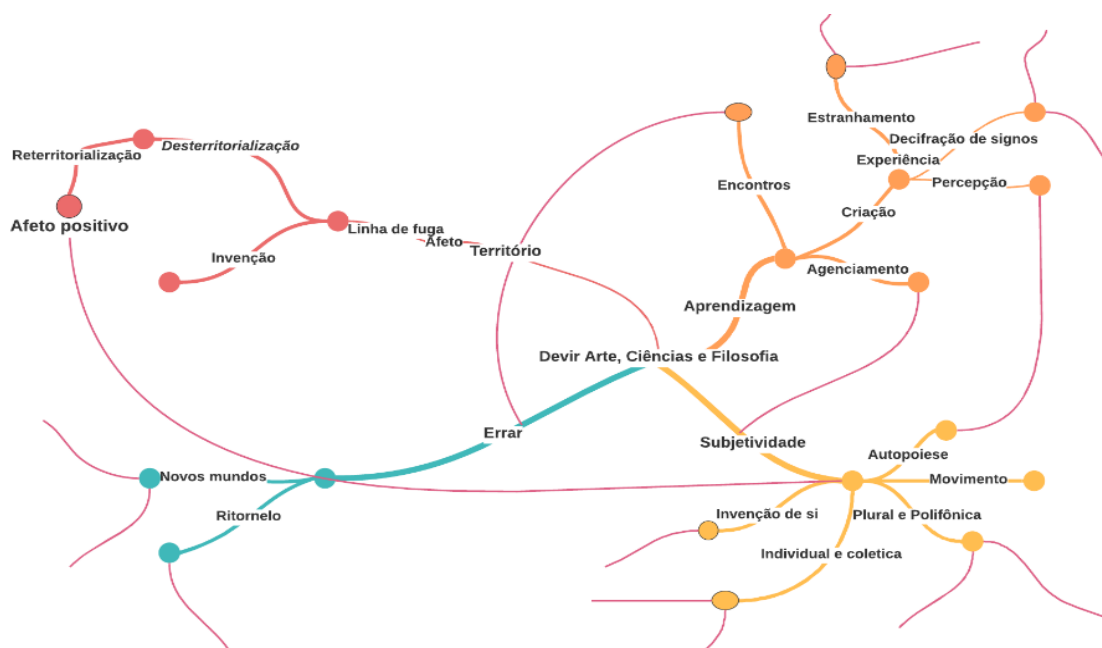 Estranhamento
Decifração de signos
Desterritorialização
Reterritorialização
Experiência
Percepção
Encontros
Criação
Afeto positivo
Linha de fuga
Afeto
Território
Invenção
Agenciamento
Aprendizagem
Devir Arte, Ciências e Filosofia
Errar
Subjetividade
Autopoiese
Novos mundos
Movimento
Ritornelo
Invenção de si
Plural e Polifônica
Individual e coletica